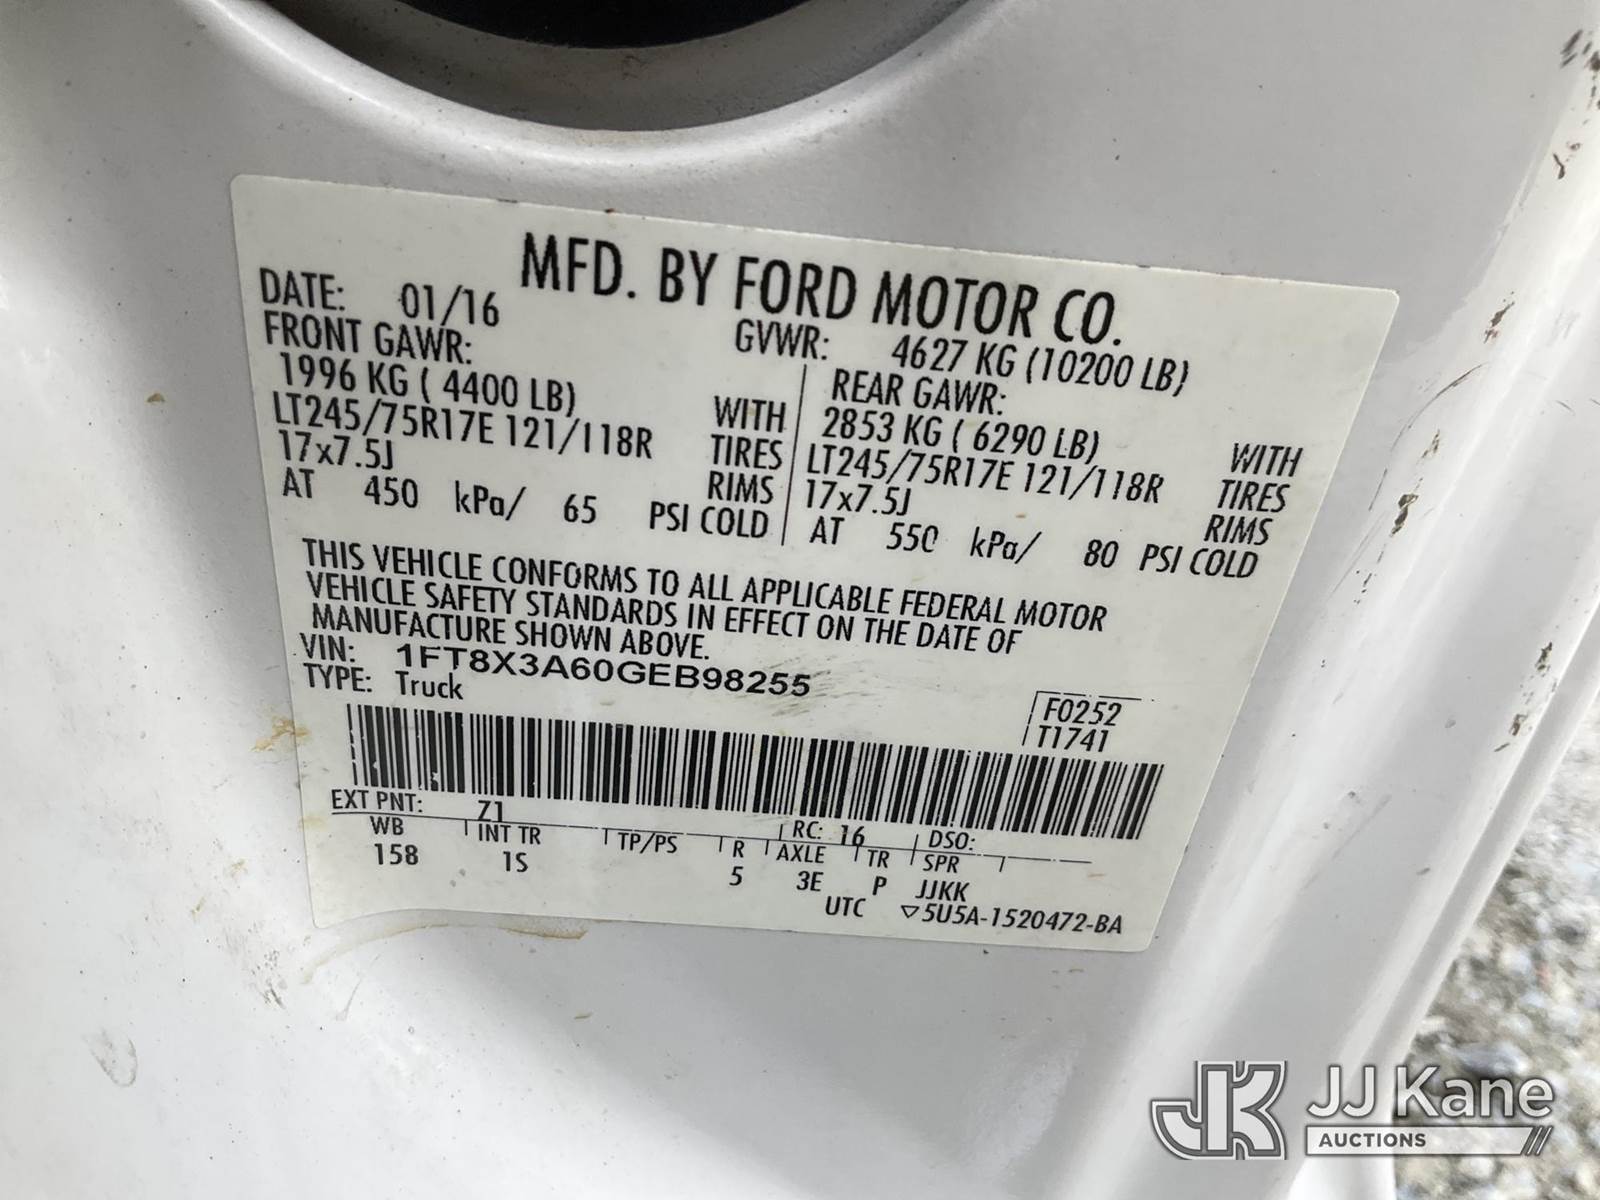 MFD. BY FORD MOTOR CO.
DATE: 01/16 GVWR: 4627 KG (10200 LB)
FRONT GAWR: REAR GAWR:
1996 KG ( 4400 LB) WITH 2853 KG ( 6290 LB) WITH
LT245/75R17E 121/118R TIRES LT245/75R17E 121/118R TIRES
17x7.5J RIMS 17x7.5J RIMS
AT 450 kPa/ 65 PSI COLD AT 550 kPa/ 80 PSI COLD
THIS VEHICLE CONFORMS TO ALL APPLICABLE FEDERAL MOTOR
VEHICLE SAFETY STANDARDS IN EFFECT ON THE DATE OF
MANUFACTURE SHOWN ABOVE.
VIN: 1FT8X3A60GEB98255
TYPE: Truck
F0252
T1741
EXT PNT: Z1 RC: 16 DSO:
WB INT TR TP/PS R AXLE TR SPR
158 1S 5 3E P JJKK
UTC ▽5U5A-1520472-BA
JK JJ Kane
AUCTIONS